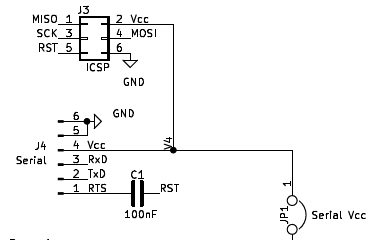 J3
MISO 1 2 Vcc
SCK 3 4 MOSI
RST 5 6
ICSP
GND
6 GND
5
V4
J4 4 Vcc
Serial 3 RxD
2 TxD
C1
1 RTS RST
100nF
1
JP1 Serial Vcc